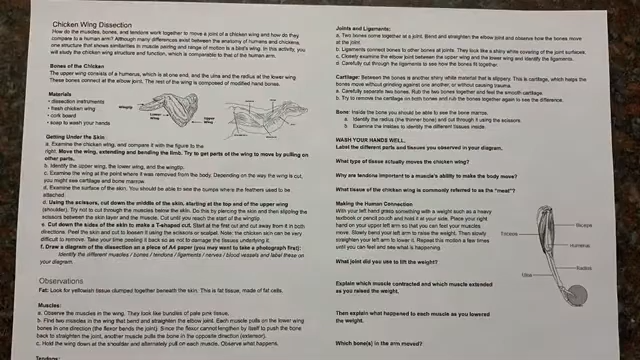 Chicken Wing Dissection
How do the muscles, bones, and tendons work together to move a joint of a chicken wing and how do they
compare to a human arm? Although many differences exist between the anatomy of humans and chickens,
one structure that shows similarities in muscle pairing and range of motion is a bird's wing. In this activity, you
will study the chicken wing structure and function, which is comparable to that of the human arm.
Bones of the Chicken
The upper wing consists of a humerus, which is at one end, and the ulna and the radius at the lower wing
These bones connect at the elbow joint. The rest of the wing is composed of modified hand bones.
Materials
• dissection instruments
• fresh chicken wing
• cork board
• soap to wash your hands
wingtip
lower
wing
upper
wing
Getting Under the Skin
a. Examine the chicken wing, and compare it with the figure to the
right. Move the wing, extending and bending the limb. Try to get parts of the wing to move by pulling on
other parts.
b. Identify the upper wing, the lower wing, and the wingtip.
c. Examine the wing at the point where it was removed from the body. Depending on the way the wing is cut,
you might see cartilage and bone marrow.
d. Examine the surface of the skin. You should be able to see the bumps where the feathers used to be
attached.
d. Using the scissors, cut down the middle of the skin, starting at the top end of the upper wing
(shoulder). Try not to cut through the muscles below the skin. Do this by piercing the skin and then slipping the
scissors between the skin layer and the muscle. Cut until you reach the start of the wingtip
e. Cut down the sides of the skin to make a T-shaped cut. Start at the first cut and cut away from it in both
directions. Peel the skin and cut to loosen it using the scissors or scalpel. Note: the chicken skin can be very
difficult to remove. Take your time peeling it back so as not to damage the tissues underlying it.
f. Draw a diagram of the dissection on a piece of A4 paper (you may want to take a photograph first):
Identify the different muscles / bones / tendons / ligaments / nerves / blood vessels and label these on
your diagram.
Observations
Fat: Look for yellowish tissue clumped together beneath the skin. This is fat tissue, made of fat cells.
Muscles:
a. Observe the muscles in the wing. They look like bundles of pale pink tissue.
b. Find two muscles in the wing that bend and straighten the elbow joint. Each muscle pulls on the lower wing
bones in one direction (the flexor bends the joint). Since the flexor cannot lengthen by itself to push the bone
back to straighten the joint, another muscle pulls the bone in the opposite direction (extensor).
c. Hold the wing down at the shoulder and alternately pull on each muscle. Observe what happens.
Tendons:
Joints and Ligaments:
a. Two bones come together at a joint. Bend and straighten the elbow joint and observe how the bones move
at the joint.
b. Ligaments connect bones to other bones at joints. They look like a shiny white covering of the joint surfaces.
c. Closely examine the elbow joint between the upper wing and the lower wing and identify the ligaments.
d. Carefully cut through the ligaments to see how the bones fit together.
Cartilage: Between the bones is another shiny white material that is slippery. This is cartilage, which helps the
bones move without grinding against one another, or without causing trauma.
a. Carefully separate two bones. Rub the two bones together and feel the smooth cartilage.
b. Try to remove the cartilage on both bones and rub the bones together again to see the difference.
Bone: Inside the bone you should be able to see the bone marrow.
a. Identify the radius (the thinner bone) and cut through it using the scissors.
b. Examine the insides to identify the different tissues inside.
WASH YOUR HANDS WELL.
Label the different parts and tissues you observed in your diagram.
What type of tissue actually moves the chicken wing?
Why are tendons important to a muscle's ability to make the body move?
What tissue of the chicken wing is commonly referred to as the "meat"?
Making the Human Connection
With your left hand grasp something with a weight such as a heavy
textbook or pencil pouch and hold it at your side. Place your right
hand on your upper left arm so that you can feel your muscles
move. Slowly bend your left arm to raise the weight. Then slowly
straighten your left arm to lower it. Repeat this motion a few times
until you can feel and see what is happening.
Triceps
Biceps
Humerus
Radius
Ulna
What joint did you use to lift the weight?
Explain which muscle contracted and which muscle extended
as you raised the weight.
Then explain what happened to each muscle as you lowered
the weight.
Which bone(s) in the arm moved?